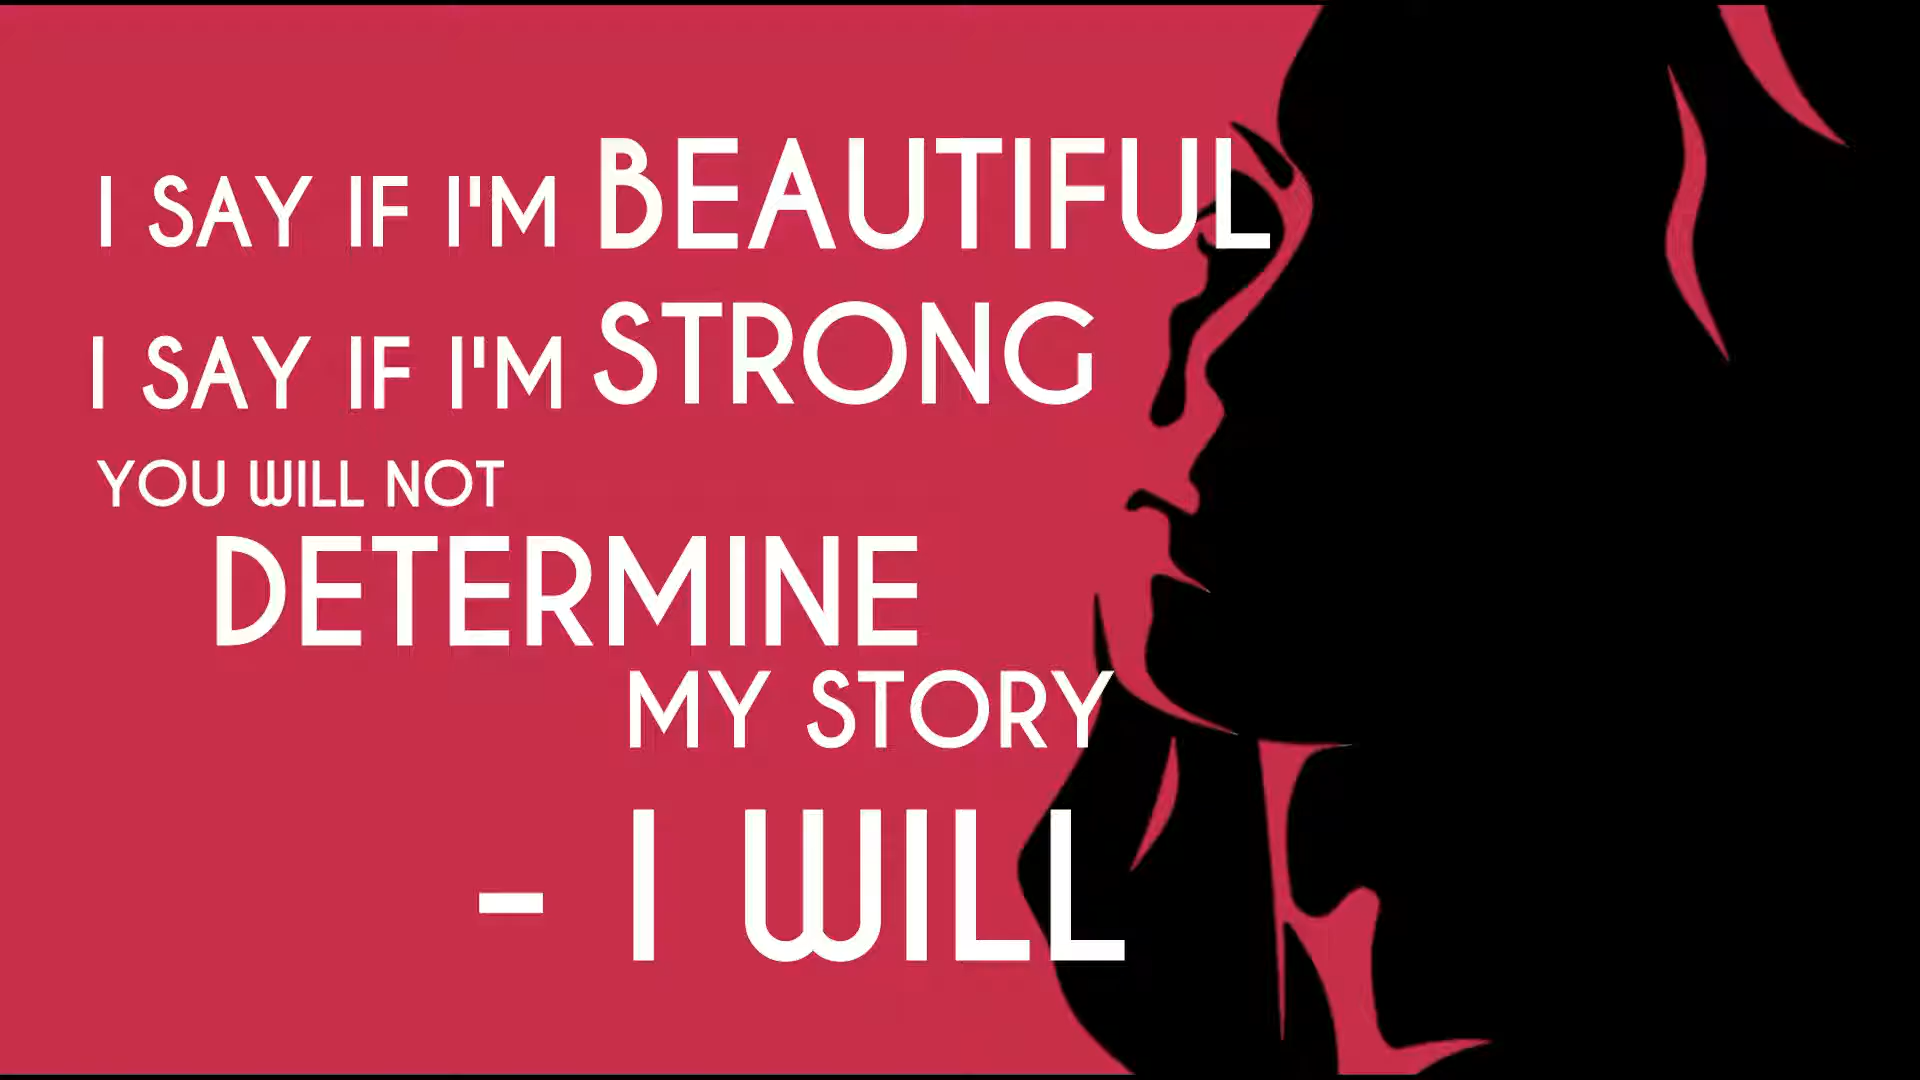 I SAY IF I'M BEAUTIFUL
I SAY IF I'M STRONG
YOU WILL NOT
DETERMINE
MY STORY
- I WILL